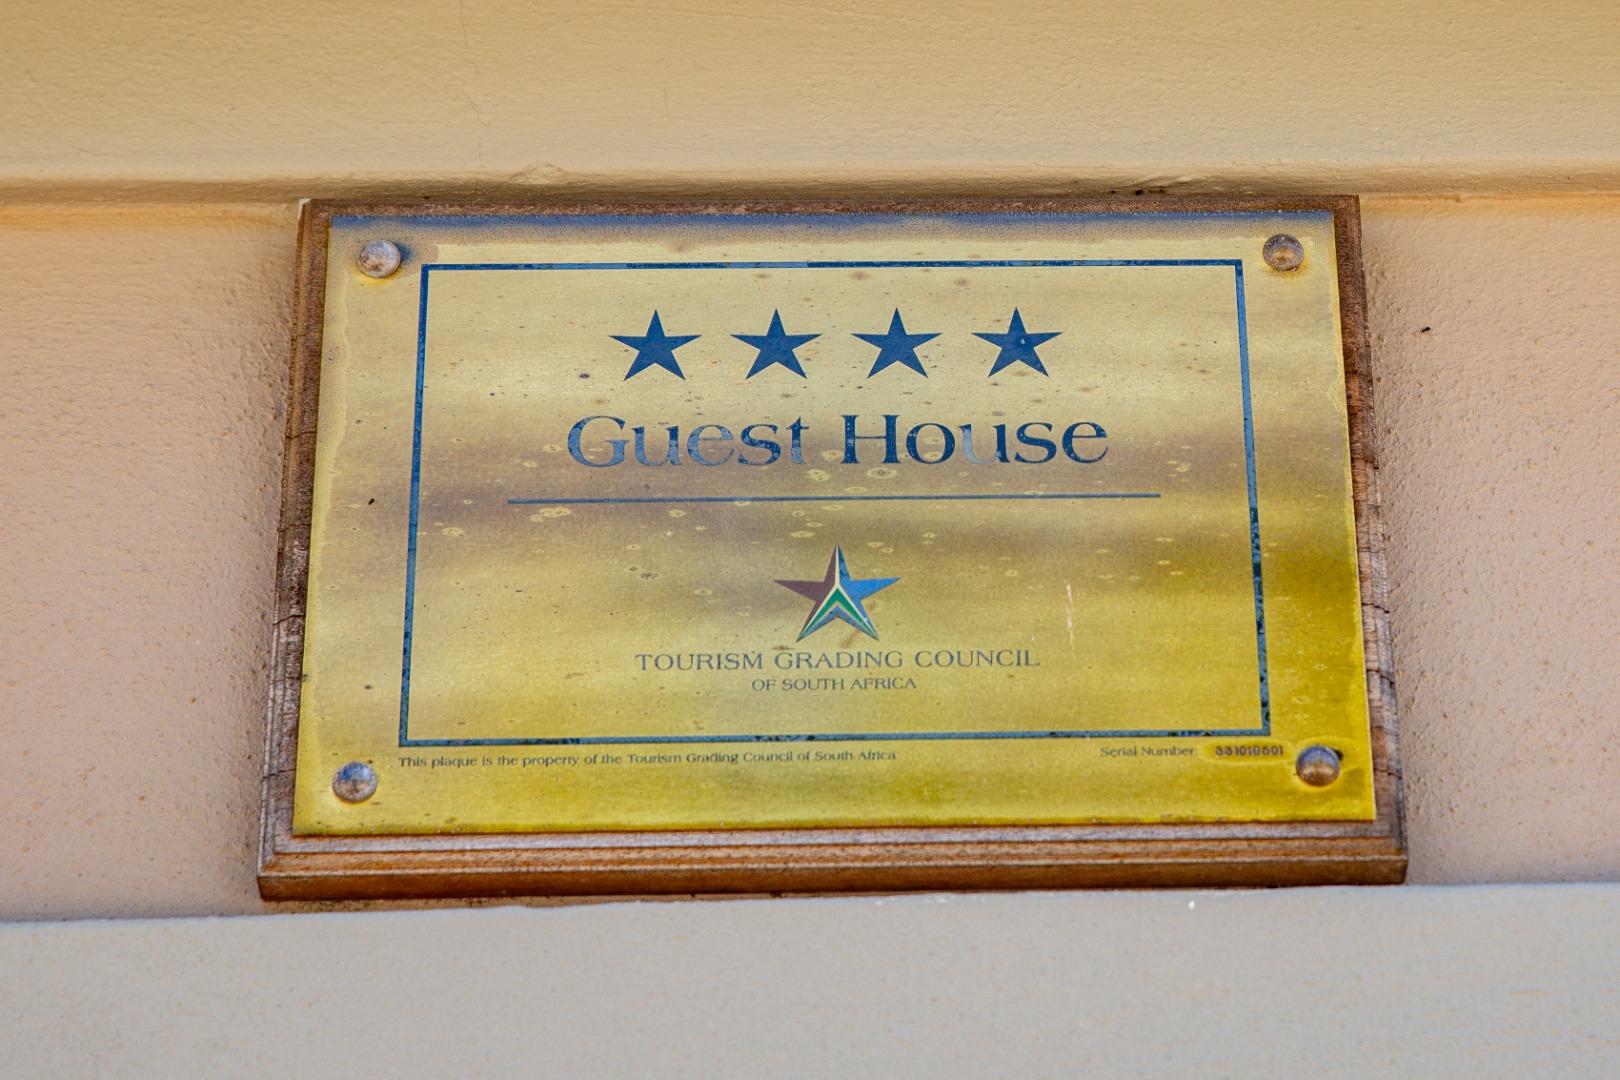 Guest House
TOURISM GRADING COUNCIL
OF SOUTH AFRICA
This plaque is the property of the Tourism Grading Council of South Africa
Serial Number: